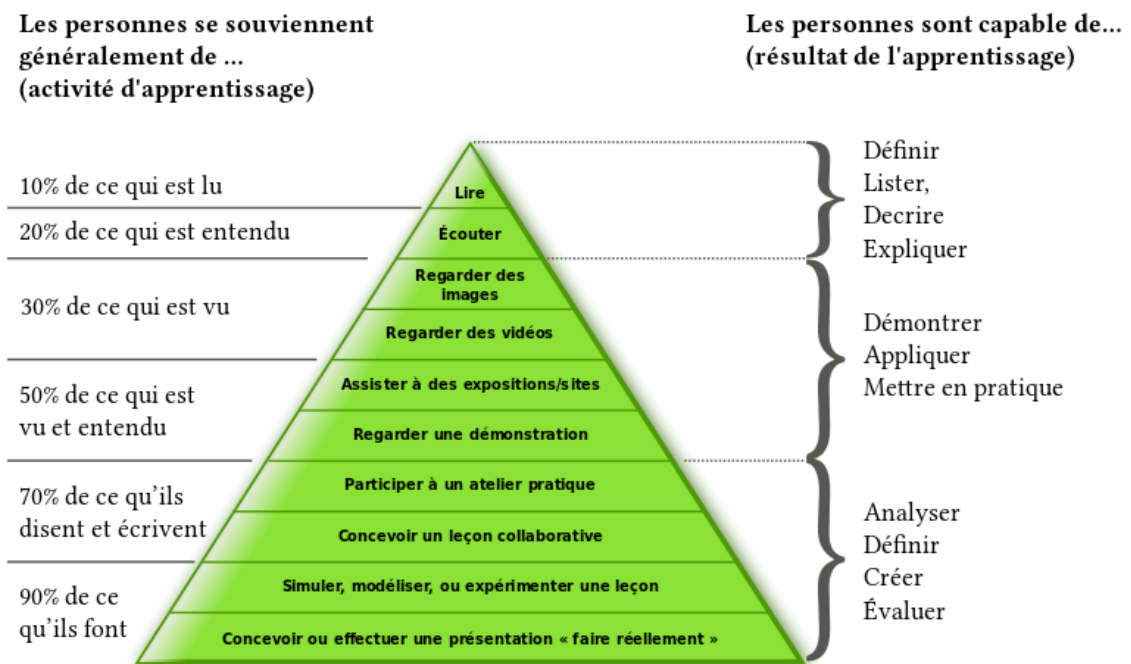 Les personnes se souviennent
généralement de ...
(activité d'apprentissage)
Les personnes sont capable de...
(résultat de l'apprentissage)
10% de ce qui est lu
20% de ce qui est entendu
30% de ce qui est vu
50% de ce qui est
vu et entendu
70% de ce qu'ils
disent et écrivent
90% de ce
qu'ils font
Lire
Écouter
Regarder des
images
Regarder des vidéos
Assister à des expositions/sites
Regarder une démonstration
Participer à un atelier pratique
Concevoir un leçon collaborative
Simuler, modéliser, ou expérimenter une leçon
Concevoir ou effectuer une présentation « faire réellement »
Définir
Lister,
Decrire
Expliquer
Démontrer
Appliquer
Mettre en pratique
Analyser
Définir
Créer
Évaluer